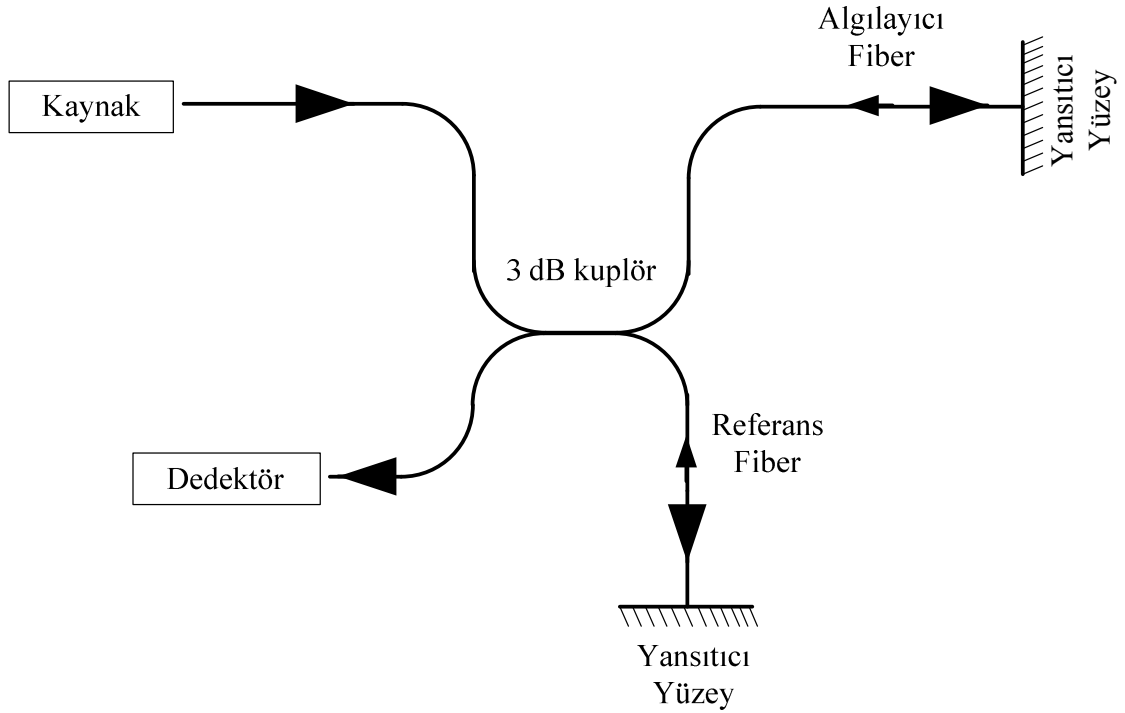 Algılayıcı
Fiber
Kaynak
Yansıtıcı
Yüzey
3 dB kuplör
Referans
Fiber
Dedektör
Yansıtıcı
Yüzey